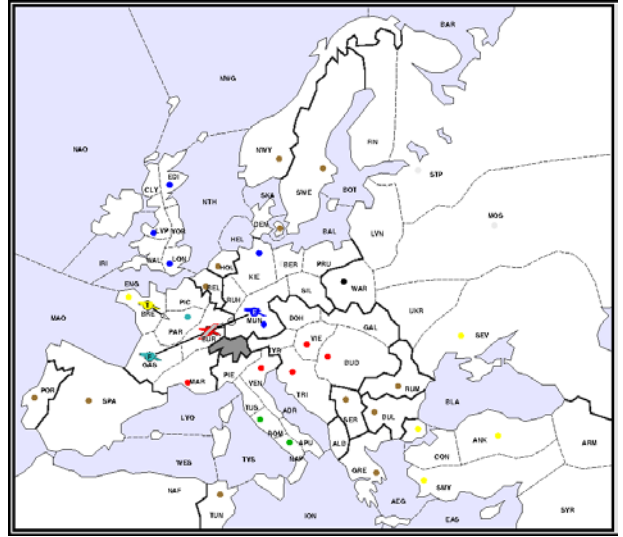 BAR
NWG
NAO
FIN
NWY
STP
EDI
CLY
SWE
BOT
SKA
NTH
MOS
DEN
LVP YOR
BAL
LVN
HEL
IRI
WAL
LON
HOL
BER
PRU
KIE
ENG
BEL
WAR
SIL
RUH
PIC
BRE
UKR
MAO
MUN
BOH
GAL
SEV
PAR
BUR
VIE
GAS
TYR
BUD
PIE
MAR
VEN
RUM
POR
SPA
TRI
BLA
TUS
ADR
SER
BUL
LYO
ROM
ANK
APU
ALB
ARM
WES
TYS
NAP
CON
GRE
NAF
SMY
AEG
TUN
ION
EAS
SYR